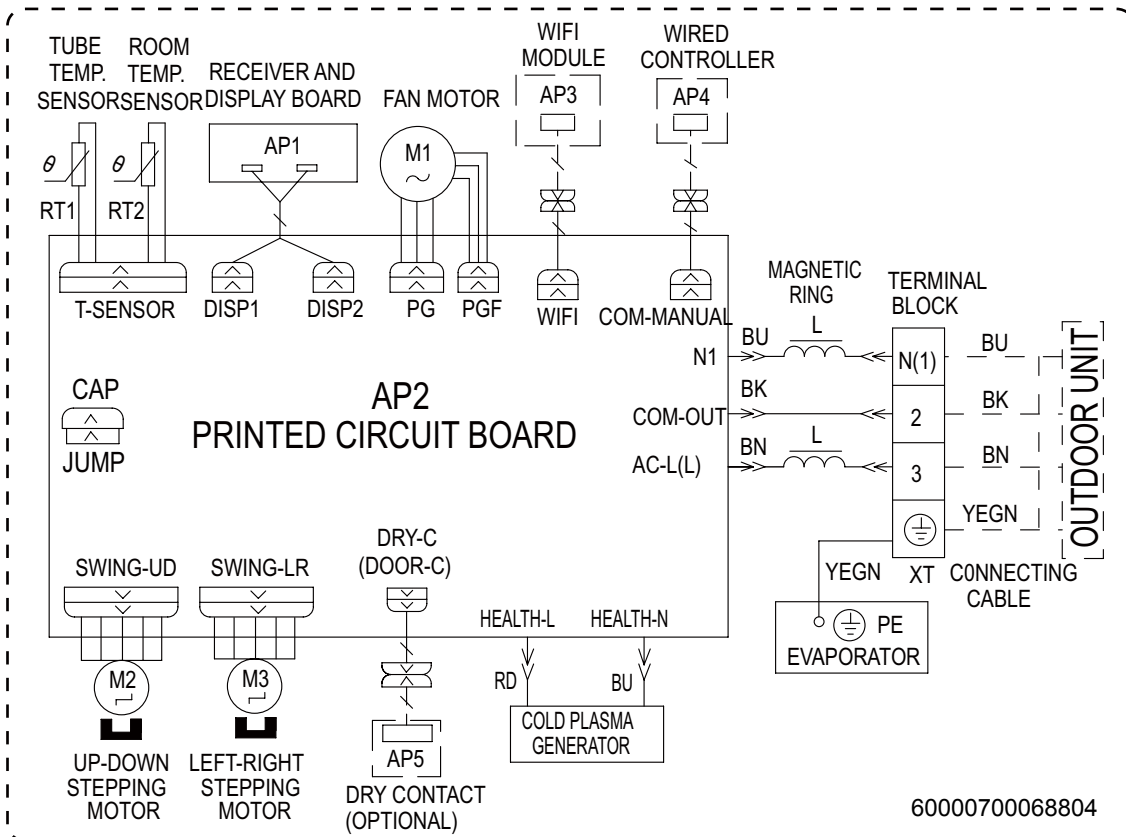 TUBE
TEMP.
SENSOR
ROOM
TEMP.
SENSOR
RECEIVER AND
DISPLAY BOARD
FAN MOTOR
WIFI
MODULE
WIRED
CONTROLLER
AP1
M1
AP3
AP4
θ
θ
RT1
RT2
T-SENSOR
DISP1
DISP2
PG
PGF
WIFI
COM-MANUAL
MAGNETIC
RING
TERMINAL
BLOCK
N1
BU
L
N(1)
BU
CAP
JUMP
AP2
PRINTED CIRCUIT BOARD
COM-OUT
BK
2
BK
AC-L(L)
BN
L
3
BN
YEGN
OUTDOOR UNIT
SWING-UD
SWING-LR
DRY-C
(DOOR-C)
YEGN
XT
C0NNECTING
CABLE
HEALTH-L
HEALTH-N
PE
EVAPORATOR
M2
M3
RD
BU
COLD PLASMA
GENERATOR
AP5
UP-DOWN
STEPPING
MOTOR
LEFT-RIGHT
STEPPING
MOTOR
DRY CONTACT
(OPTIONAL)
60000700068804